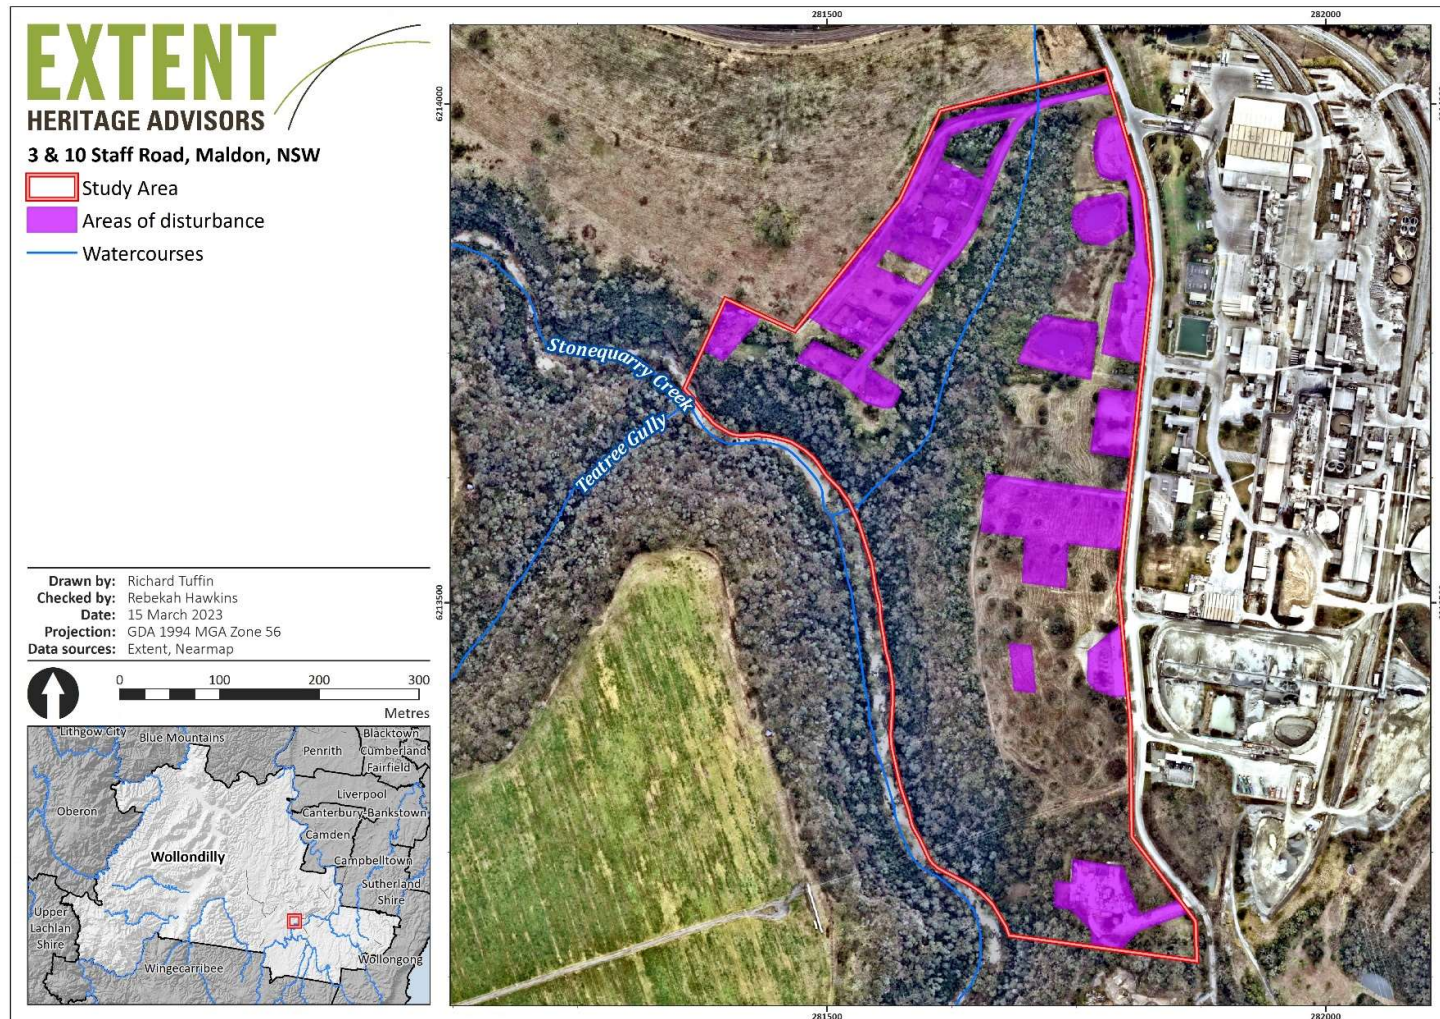 EXTENT
HERITAGE ADVISORS
3 & 10 Staff Road, Maldon, NSW
Study Area
Areas of disturbance
Watercourses
Drawn by: Richard Tuffin
Checked by: Rebekah Hawkins
Date: 15 March 2023
Projection: GDA 1994 MGA Zone 56
Data sources: Extent, Nearmap
0 100 200 300
Metres
Lithgow City
Blue Mountains
Penrith
Blacktown
Cumberland
Fairfield
Liverpool
Oberon
Canterbury-Bankstown
Camden
Wollondilly
Campbelltown
Sutherland
Shire
Upper
Lachlan
Shire
Wingecarribee
Wollongong
281500
282000
6214000
Stonequarry Creek
Teatree Gully
6213500
281500
282000